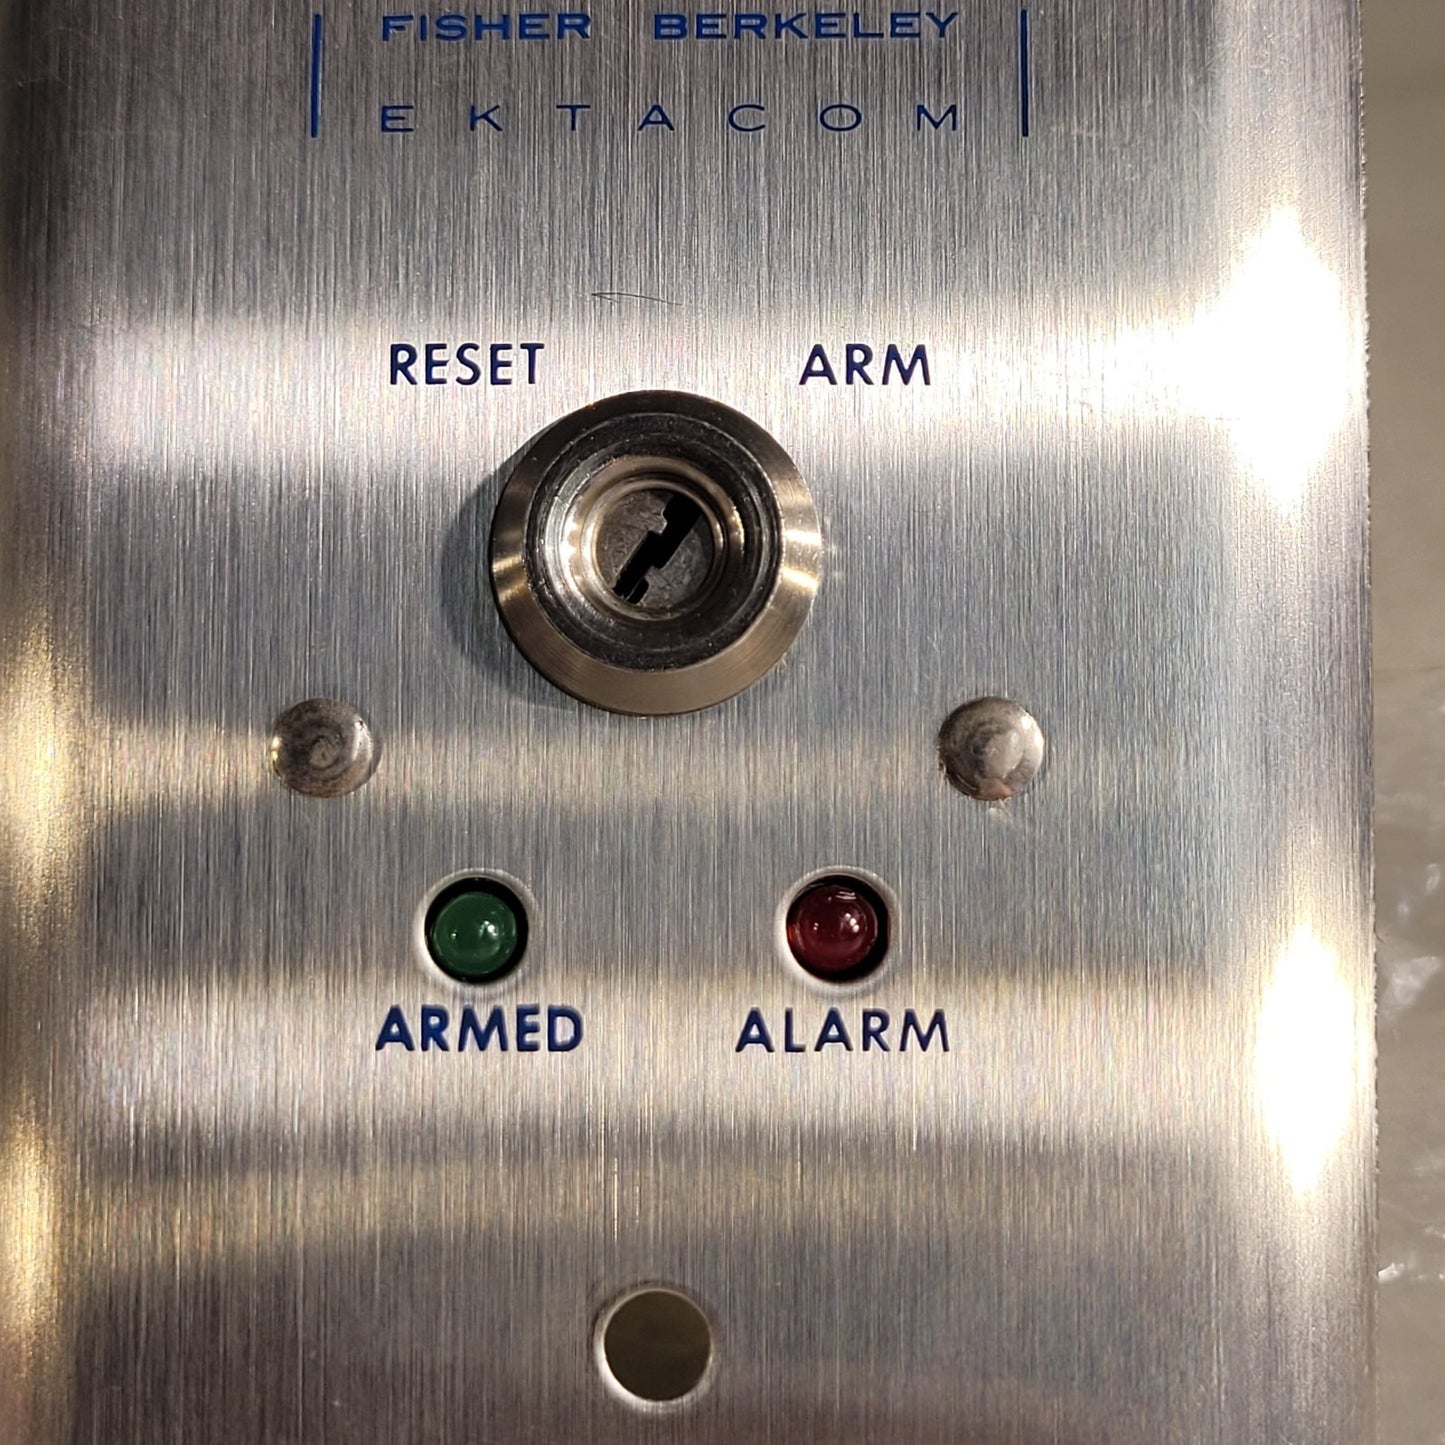 FISHER BERKELEY
EKTACOM
RESET ARM
ARMED ALARM